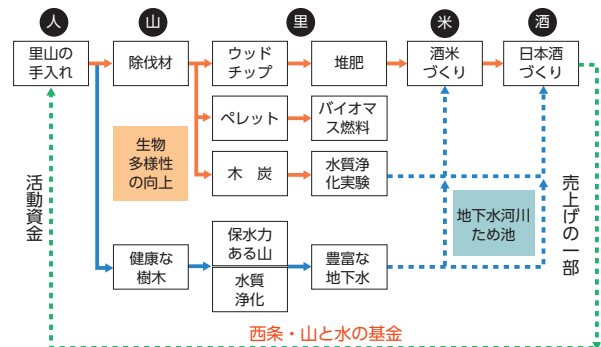 人
山
里
米
酒
里山の
手入れ
除伐材
ウッド
チップ
堆肥
酒米
づくり
日本酒
づくり
ペレット
バイオマ
ス燃料
生物
多様性
の向上
木 炭
水質浄
化実験
活動資金
地下水河川
ため池
売上げの一部
健康な
樹木
保水力
ある山
水質
浄化
豊富な
地下水
西条・山と水の基金